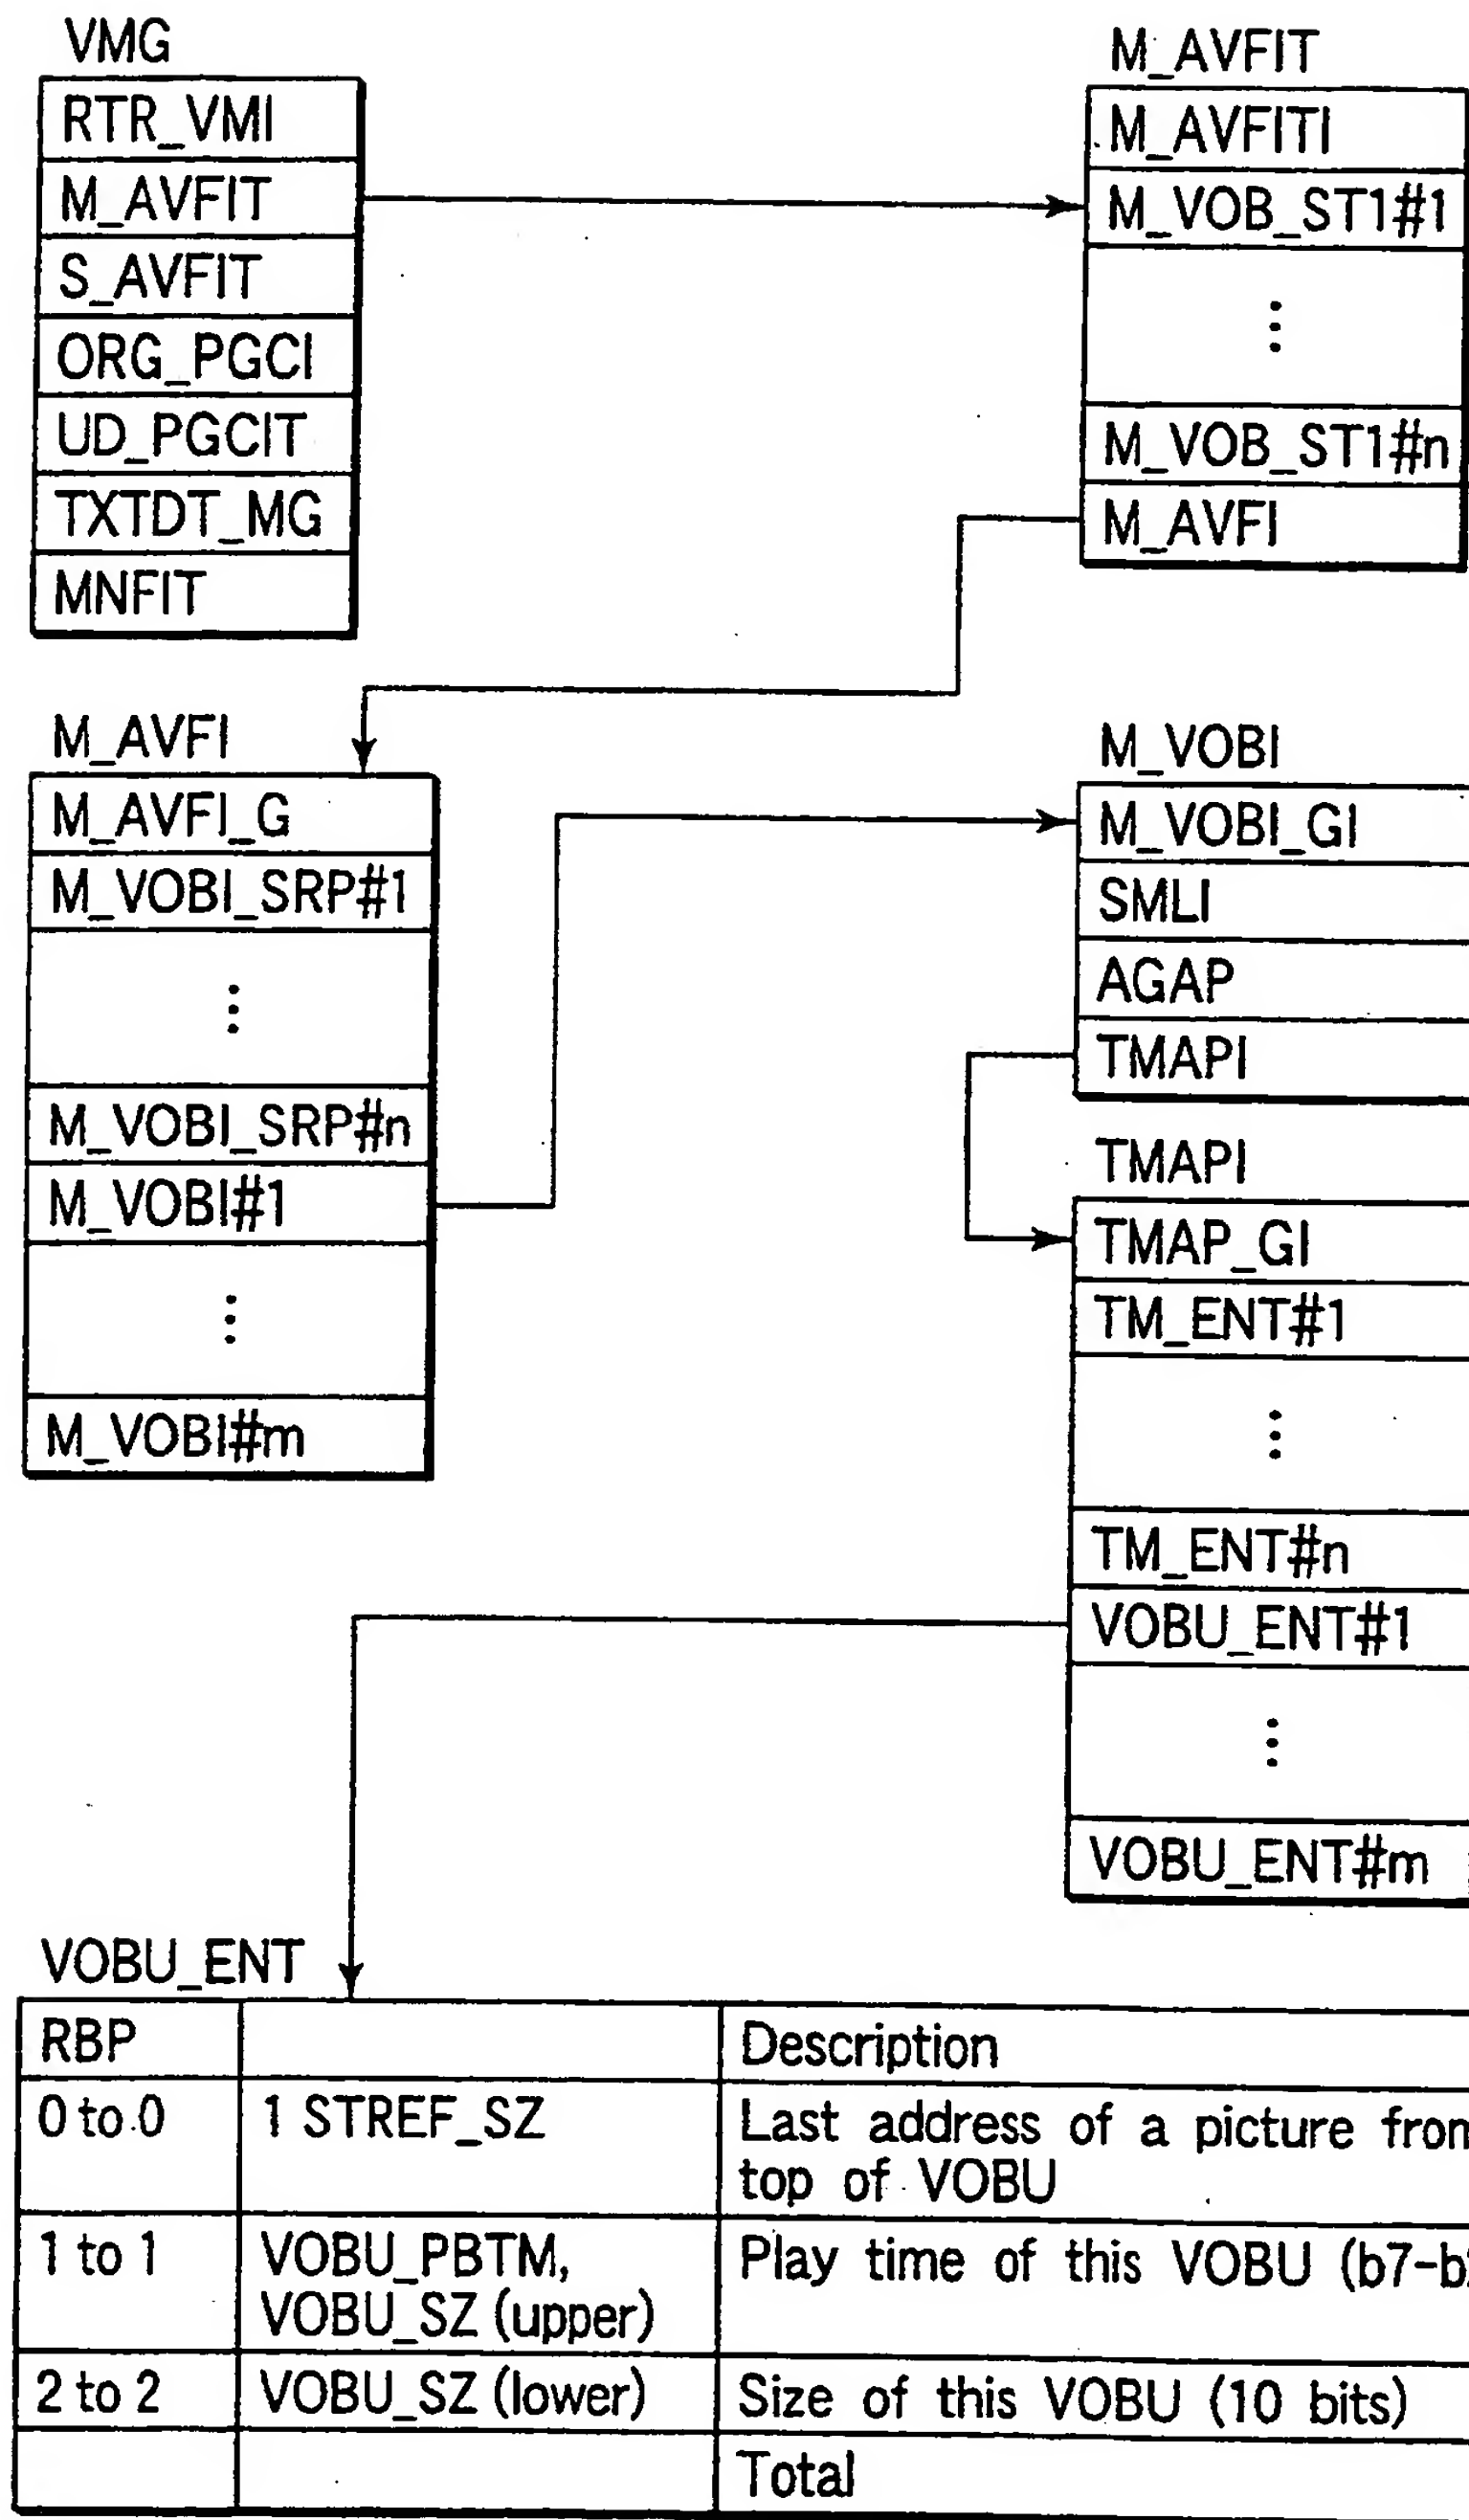 VMG
RTR_VMI
M_AVFIT
S_AVFIT
ORG_PGCI
UD_PGCIT
TXTDT_MG
MNFIT
M_AVFIT
M_AVFITI
M_VOB_ST1#1
M_VOB_ST1#n
M_AVFI
M_AVFI
M_AVFI_G
M_VOBI_SRP#1
M_VOBI_SRP#n
M_VOBI#1
M_VOBI#m
M_VOBI
M_VOBI_GI
SMLI
AGAP
TMAPI
TMAPI
TMAP_GI
TM_ENT#1
TM_ENT#n
VOBU_ENT#1
VOBU_ENT#m
VOBU_ENT
RBP Description
0 to 0 1 STREF_SZ Last address of a picture
top of VOBU
1 to 1 VOBU_PBTM, Play time of this VOBU
VOBU_SZ (upper)
2 to 2 VOBU_SZ (lower) Size of this VOBU (10 bits)
Total